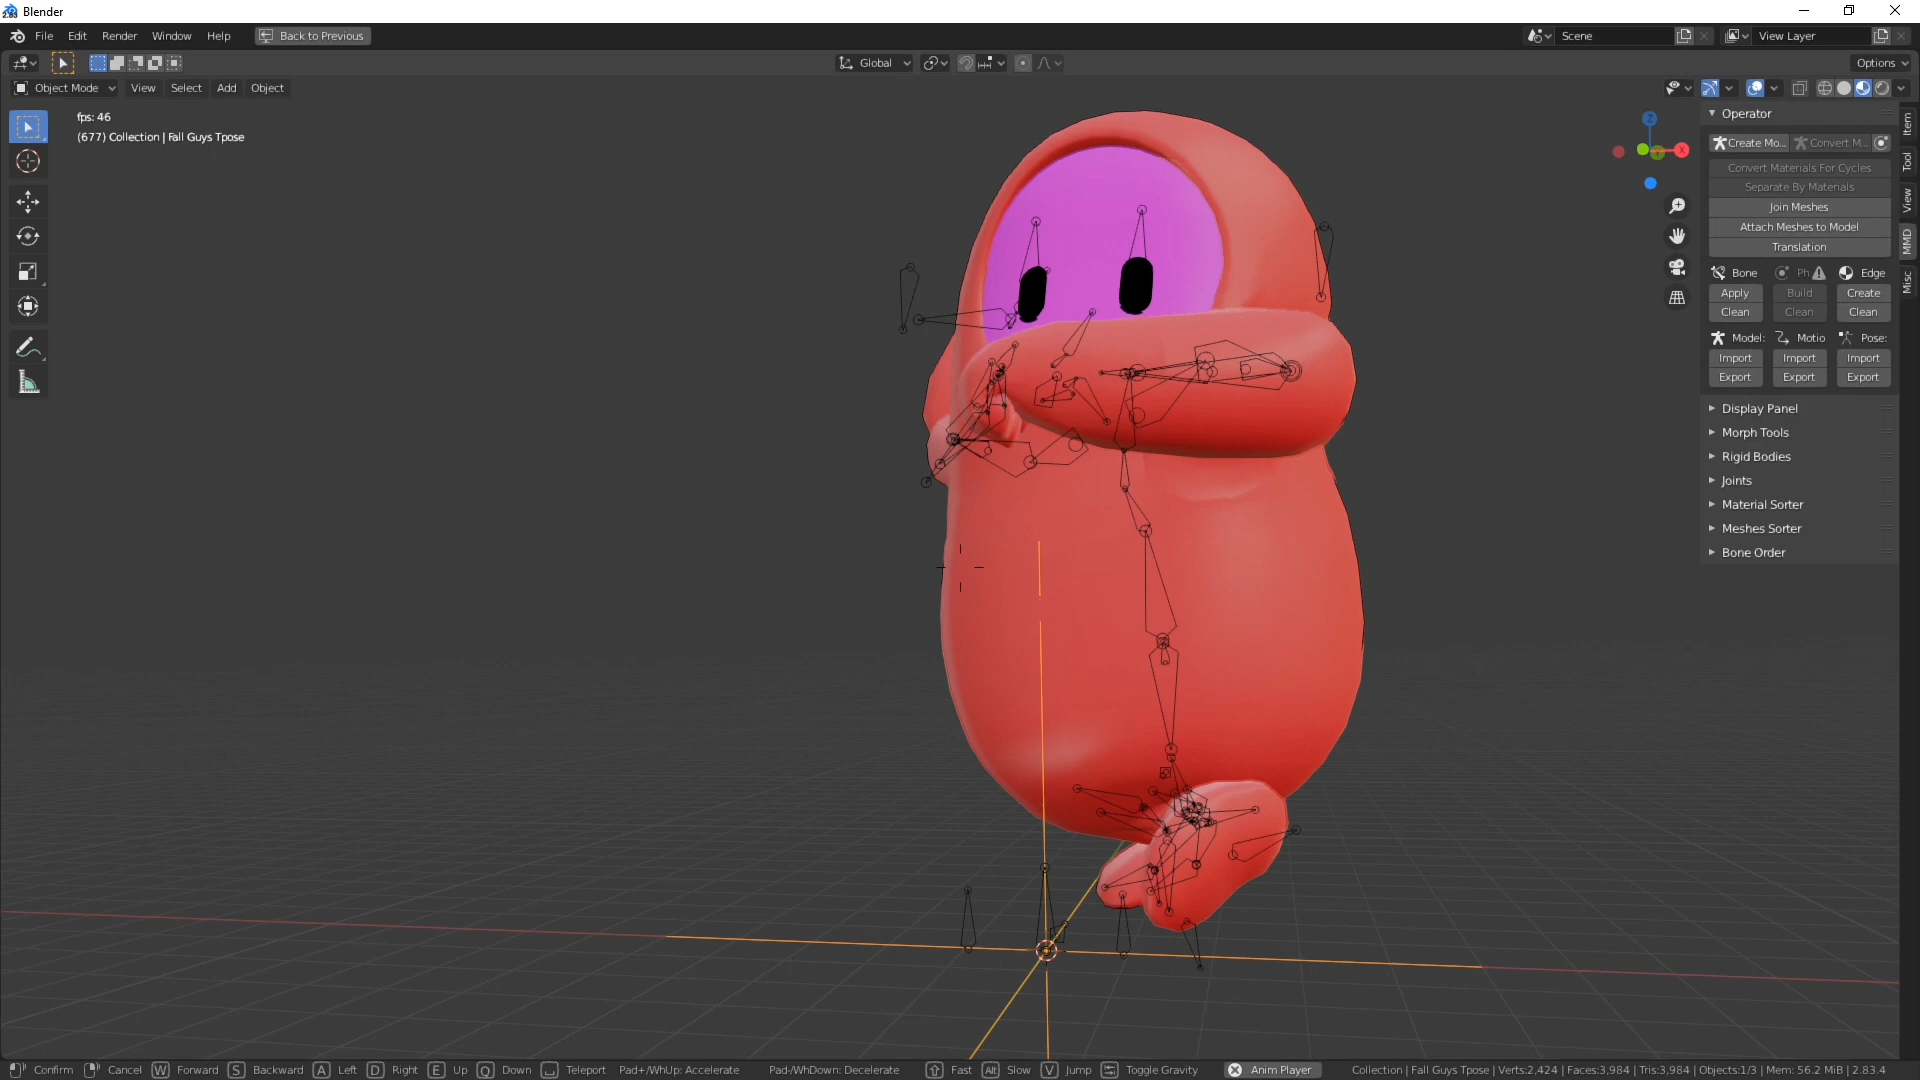 Blender
2.83
File Edit Render Window Help Back to Previous
Scene
View Layer
Global
Options
Object Mode View Select Add Object
fps: 46
(677) Collection | Fall Guys Tpose
Z
X
Operator
Create Mo...
Convert M...
Convert Materials For Cycles
Separate By Materials
Join Meshes
Attach Meshes to Model
Translation
Bone Ph Edge
Apply Build Create
Clean Clean Clean
Model: Motio Pose:
Import Import Import
Export Export Export
Display Panel
Morph Tools
Rigid Bodies
Joints
Material Sorter
Meshes Sorter
Bone Order
Item
Tool
View
MMD
Misc
Confirm Cancel W Forward S Backward A Left D Right E Up Q Down Teleport Pad+/WhUp: Accelerate Pad-/WhDown: Decelerate Fast Alt Slow V Jump Toggle Gravity Anim Player Collection | Fall Guys Tpose | Verts:2,424 | Faces:3,984 | Tris:3,984 | Objects:1/3 | Mem: 56.2 MiB | 2.83.4